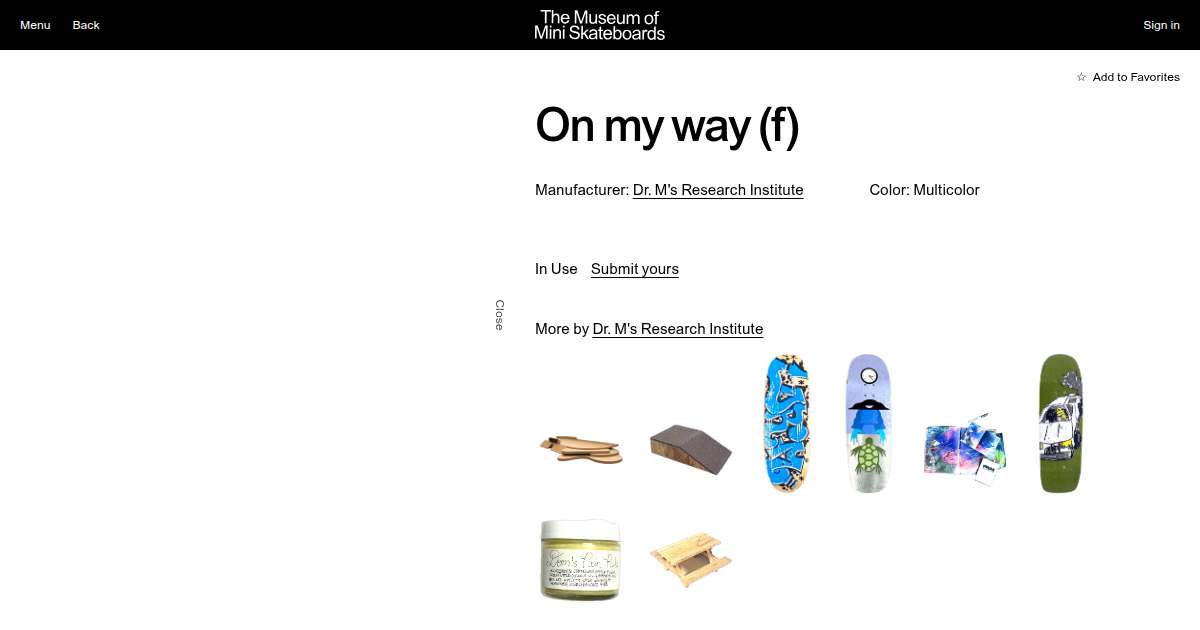 Menu
Back
The Museum of
Mini Skateboards
Sign in
☆ Add to Favorites
On my way (f)
Manufacturer: Dr. M's Research Institute
Color: Multicolor
In Use
Submit yours
Close
More by Dr. M's Research Institute